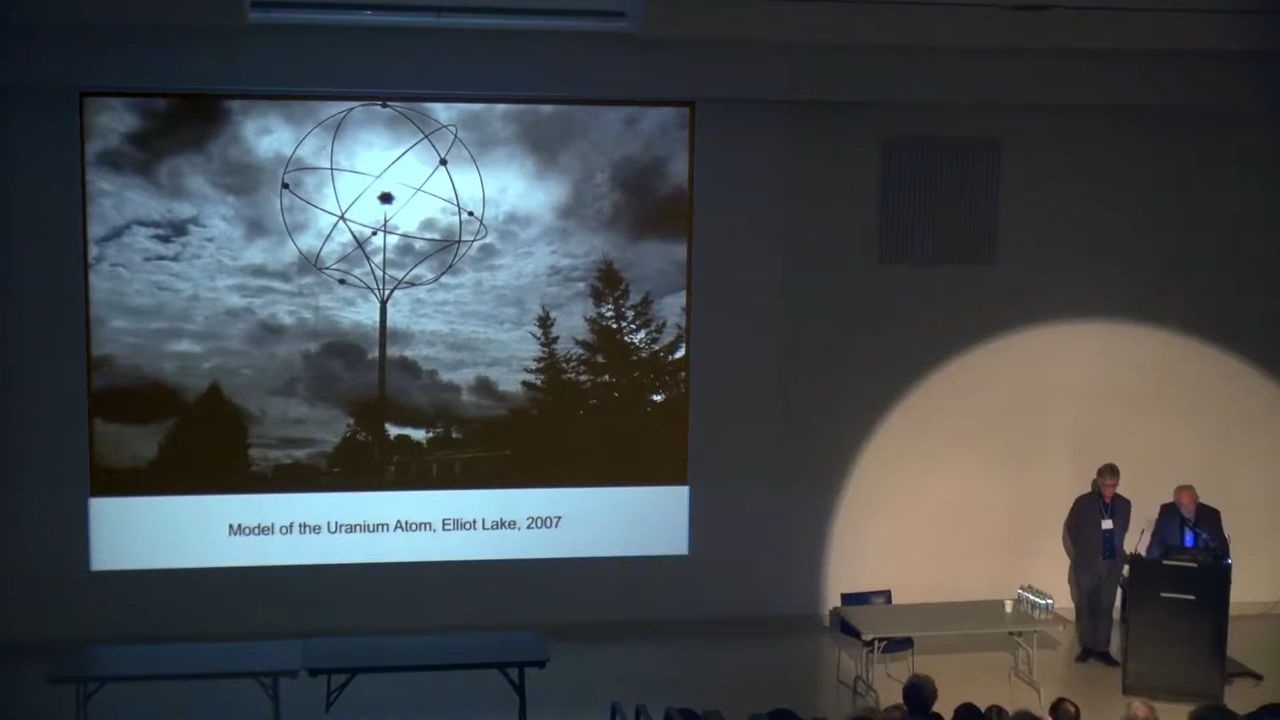 Model of the Uranium Atom, Elliot Lake, 2007